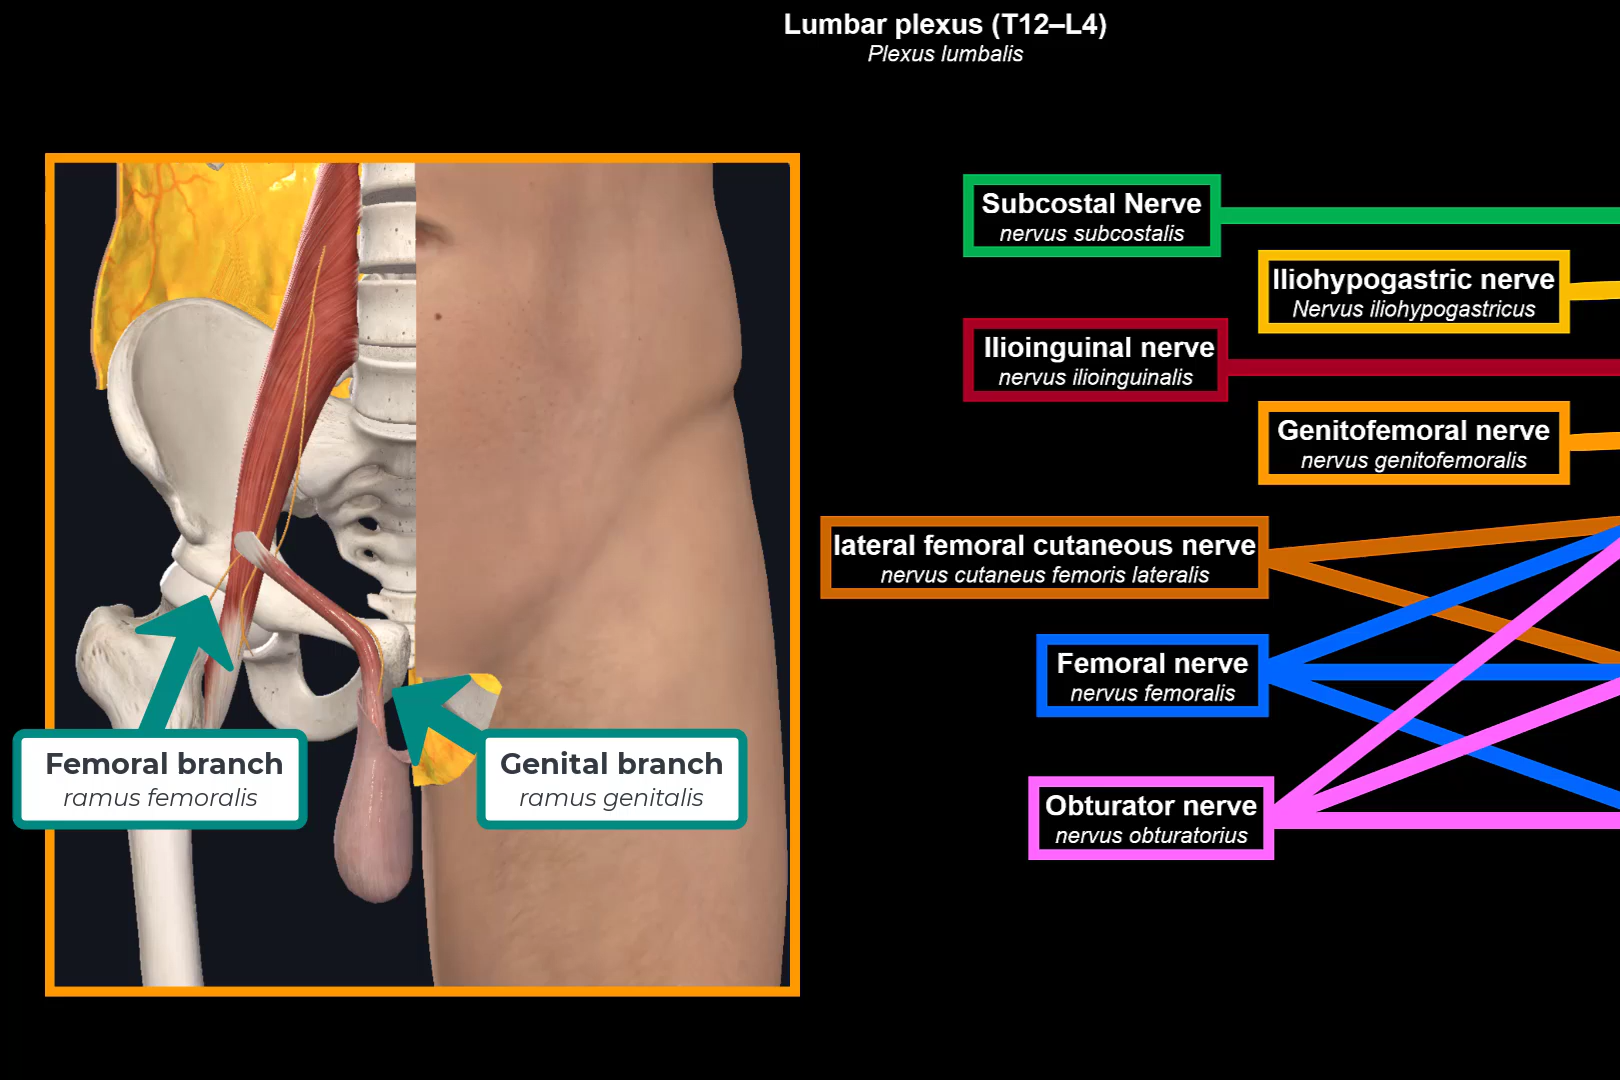 Lumbar plexus (T12–L4)
Plexus lumbalis
Subcostal Nerve
nervus subcostalis
Iliohypogastric nerve
Nervus iliohypogastricus
Ilioinguinal nerve
nervus ilioinguinalis
Genitofemoral nerve
nervus genitofemoralis
lateral femoral cutaneous nerve
nervus cutaneus femoris lateralis
Femoral nerve
nervus femoralis
Obturator nerve
nervus obturatorius
Femoral branch
ramus femoralis
Genital branch
ramus genitalis